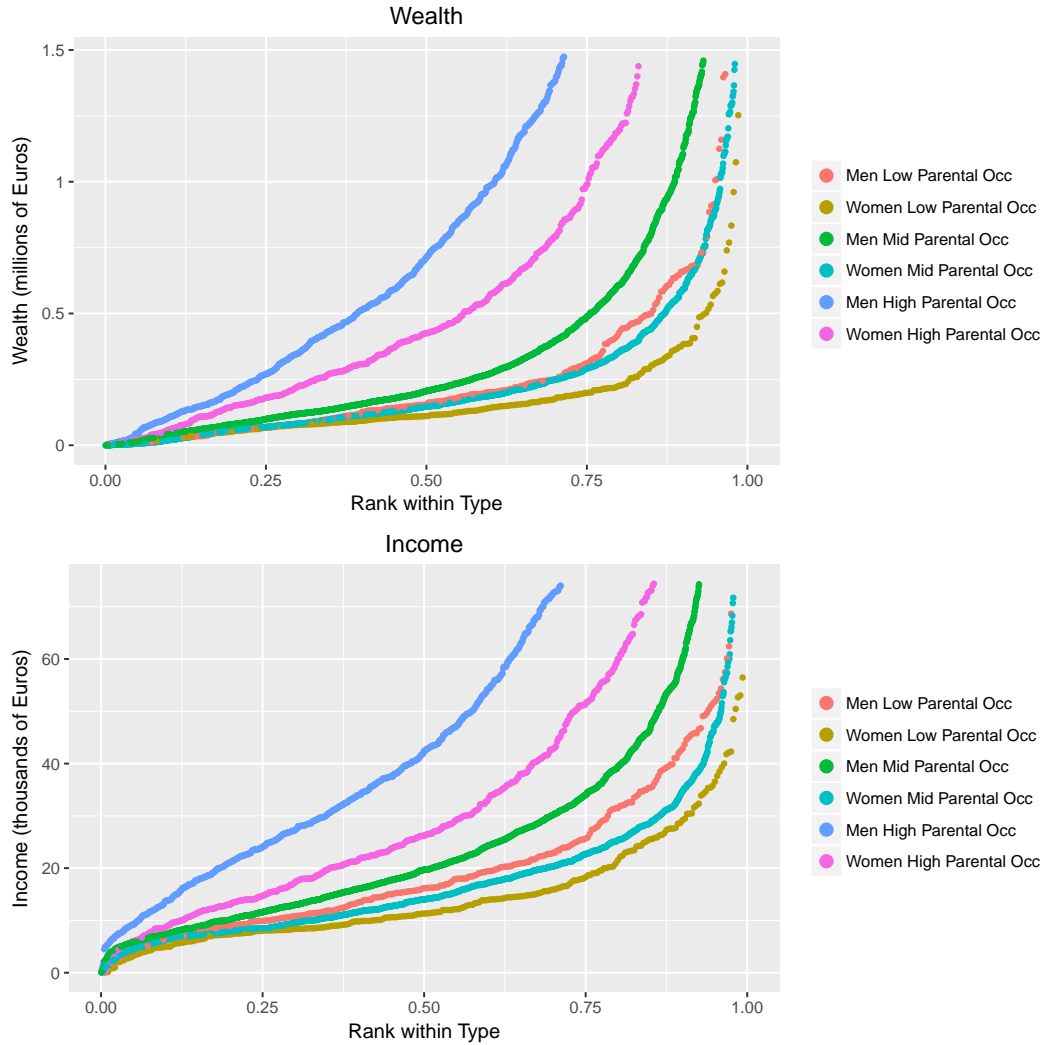 Wealth
1.5
1
0.5
0
Wealth (millions of Euros)
0.00 0.25 0.50 0.75 1.00
Rank within Type
Men Low Parental Occ
Women Low Parental Occ
Men Mid Parental Occ
Women Mid Parental Occ
Men High Parental Occ
Women High Parental Occ
Income
60
40
20
0
Income (thousands of Euros)
0.00 0.25 0.50 0.75 1.00
Rank within Type
Men Low Parental Occ
Women Low Parental Occ
Men Mid Parental Occ
Women Mid Parental Occ
Men High Parental Occ
Women High Parental Occ